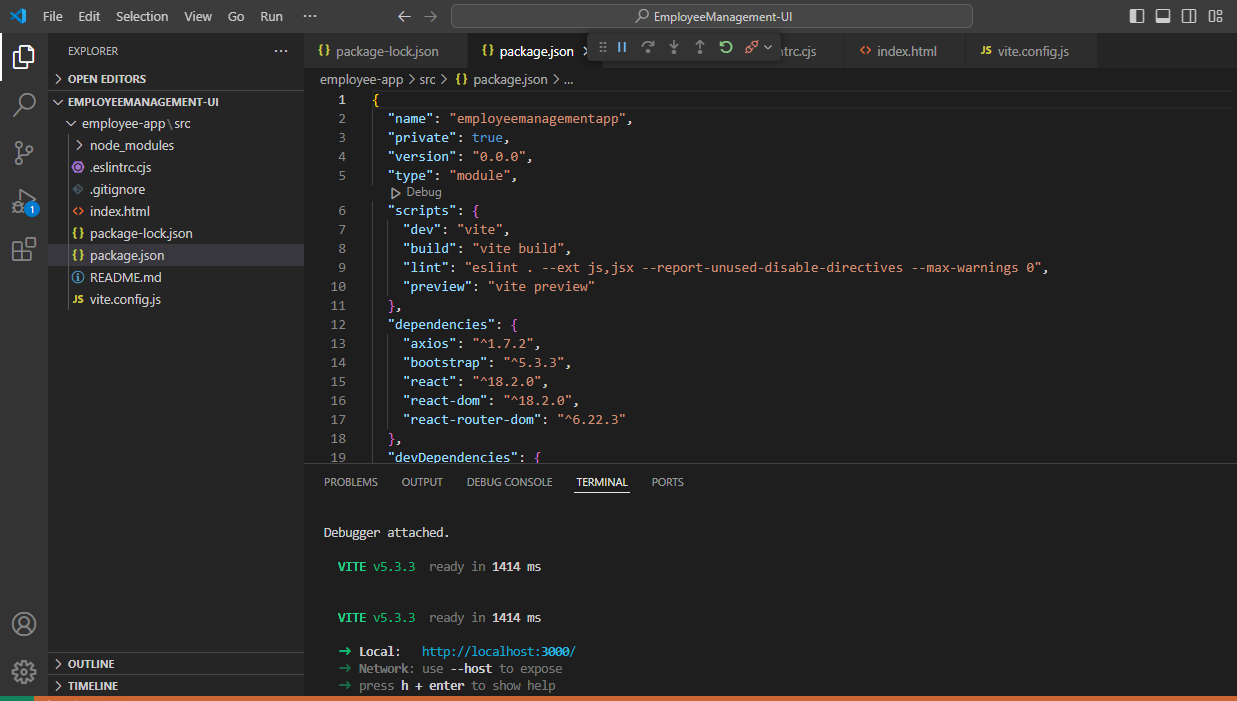 File Edit Selection View Go Run ···
EmployeeManagement-UI
EXPLORER
OPEN EDITORS
EMPLOYEEMANAGEMENT-UI
employee-app\src
node_modules
.eslintrc.cjs
.gitignore
index.html
package-lock.json
package.json
README.md
JS vite.config.js
1
OUTLINE
TIMELINE
{} package-lock.json
{} package.json
ntrc.cjs
<> index.html
JS vite.config.js
employee-app > src > {} package.json > ...
1 {
2 "name": "employeemanagementapp",
3 "private": true,
4 "version": "0.0.0",
5 "type": "module",
Debug
6 "scripts": {
7 "dev": "vite",
8 "build": "vite build",
9 "lint": "eslint . --ext js,jsx --report-unused-disable-directives --max-warnings 0",
10 "preview": "vite preview"
11 },
12 "dependencies": {
13 "axios": "^1.7.2",
14 "bootstrap": "^5.3.3",
15 "react": "^18.2.0",
16 "react-dom": "^18.2.0",
17 "react-router-dom": "^6.22.3"
18 },
19 "devDependencies": {
PROBLEMS OUTPUT DEBUG CONSOLE TERMINAL PORTS
Debugger attached.
VITE v5.3.3 ready in 1414 ms
VITE v5.3.3 ready in 1414 ms
➜ Local: http://localhost:3000/
➜ Network: use --host to expose
➜ press h + enter to show help